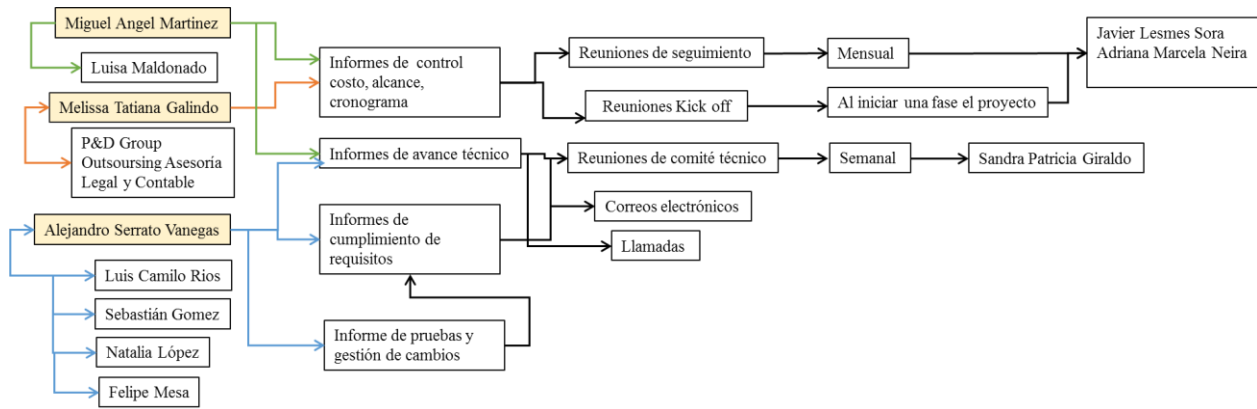 Miguel Angel Martinez
Luisa Maldonado
Melissa Tatiana Galindo
P&D Group
Outsoursing Asesoría
Legal y Contable
Alejandro Serrato Vanegas
Luis Camilo Rios
Sebastián Gomez
Natalia López
Felipe Mesa
Informes de control
costo, alcance,
cronograma
Informes de avance técnico
Informes de
cumplimiento de
requisitos
Informe de pruebas y
gestión de cambios
Reuniones de seguimiento
Reuniones Kick off
Reuniones de comité técnico
Correos electrónicos
Llamadas
Mensual
Al iniciar una fase el proyecto
Semanal
Javier Lesmes Sora
Adriana Marcela Neira
Sandra Patricia Giraldo